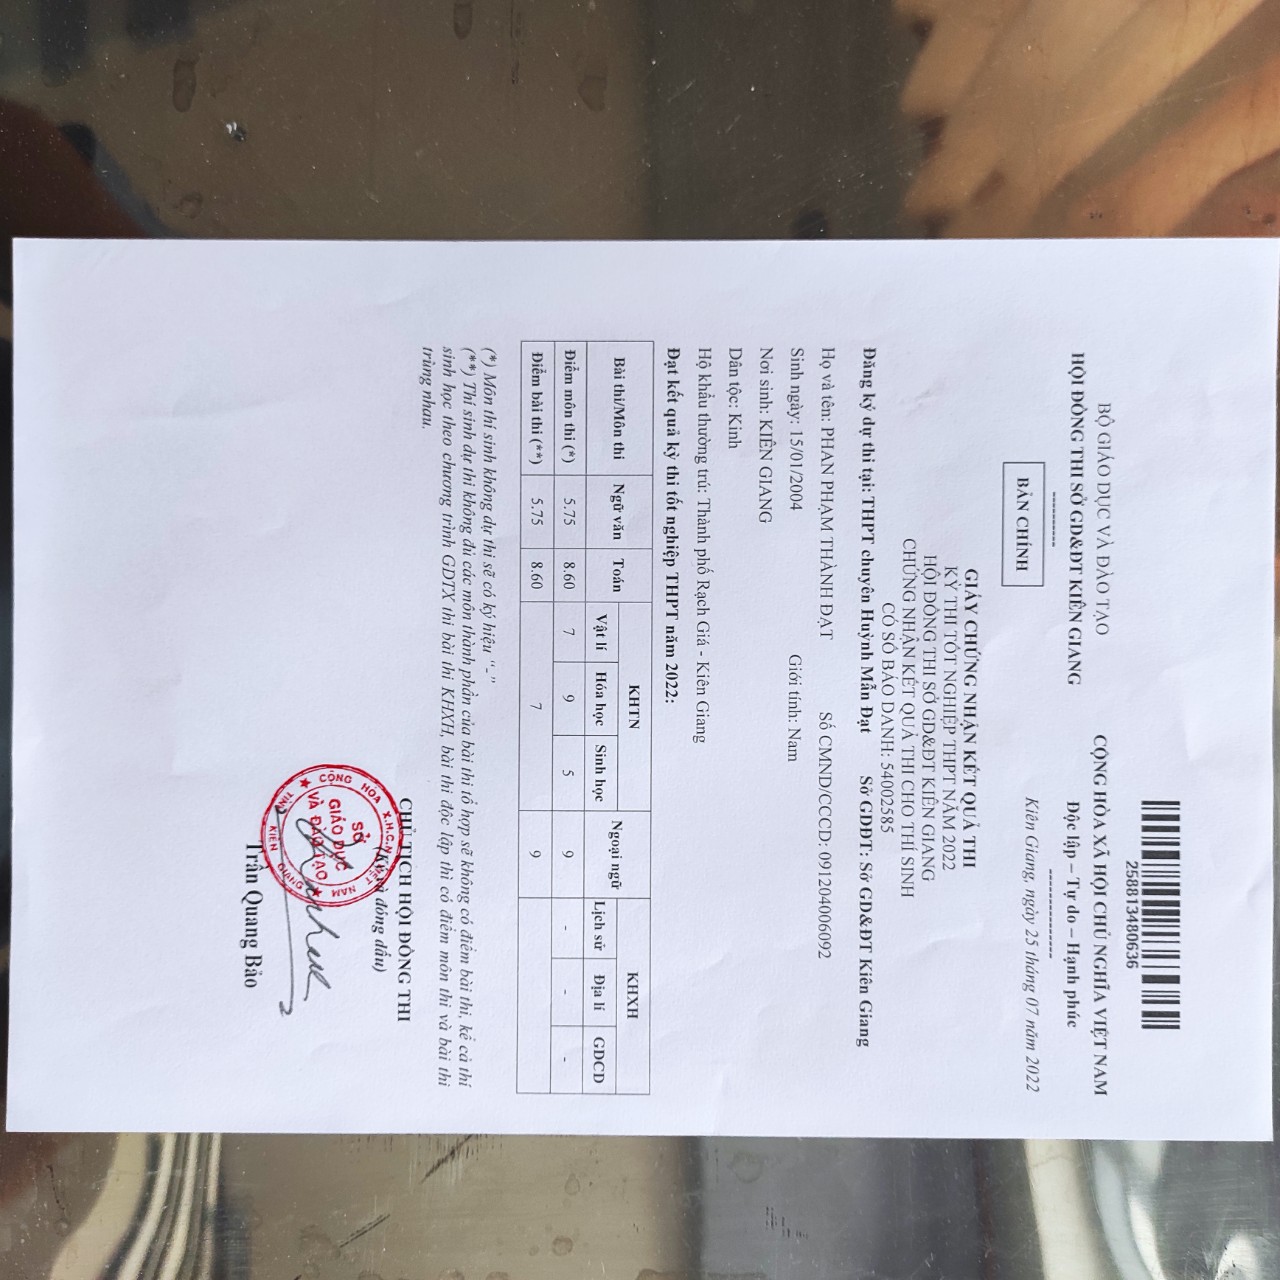 BỘ GIÁO DỤC VÀ ĐÀO TẠO
HỘI ĐỒNG THI SỞ GD&ĐT KIÊN GIANG
----------
BẢN CHÍNH
258813480636
CỘNG HÒA XÃ HỘI CHỦ NGHĨA VIỆT NAM
Độc lập – Tự do – Hạnh phúc
----------------
Kiên Giang, ngày 25 tháng 07 năm 2022
GIẤY CHỨNG NHẬN KẾT QUẢ THI
KỲ THI TỐT NGHIỆP THPT NĂM 2022
HỘI ĐỒNG THI SỞ GD&ĐT KIÊN GIANG
CHỨNG NHẬN KẾT QUẢ THI CHO THÍ SINH
CÓ SỐ BÁO DANH: 54002585
Đăng ký dự thi tại: THPT chuyên Huỳnh Mẫn Đạt Sở GDĐT: Sở GD&ĐT Kiên Giang
Họ và tên: PHAN PHẠM THÀNH ĐẠT Số CMND/CCCD: 091204006092
Sinh ngày: 15/01/2004 Giới tính: Nam
Nơi sinh: KIÊN GIANG
Dân tộc: Kinh
Hộ khẩu thường trú: Thành phố Rạch Giá - Kiên Giang
Đạt kết quả kỳ thi tốt nghiệp THPT năm 2022:
Bài thi/Môn thi Ngữ văn Toán KHTN Ngoại ngữ KHXH
Vật lí Hóa học Sinh học Lịch sử Địa lí GDCD
Điểm môn thi (*) 5.75 8.60 7 9 5 9 - - -
Điểm bài thi (**) 5.75 8.60 7 9
(*) Môn thi sinh không dự thi sẽ có ký hiệu "-"
(**) Thí sinh dự thi không đủ các môn thành phần của bài thi tổ hợp sẽ không có điểm bài thi, kể cả thí
sinh học theo chương trình GDTX thi bài thi KHXH, bài thi độc lập thì có điểm môn thi và bài thi
trùng nhau.
CHỦ TỊCH HỘI ĐỒNG THI
(Ký và đóng dấu)
CỘNG HÒA X.H.C.N VIỆT NAM
SỞ
GIÁO DỤC
VÀ ĐÀO TẠO
TỈNH KIÊN GIANG
Trần Quang Bảo